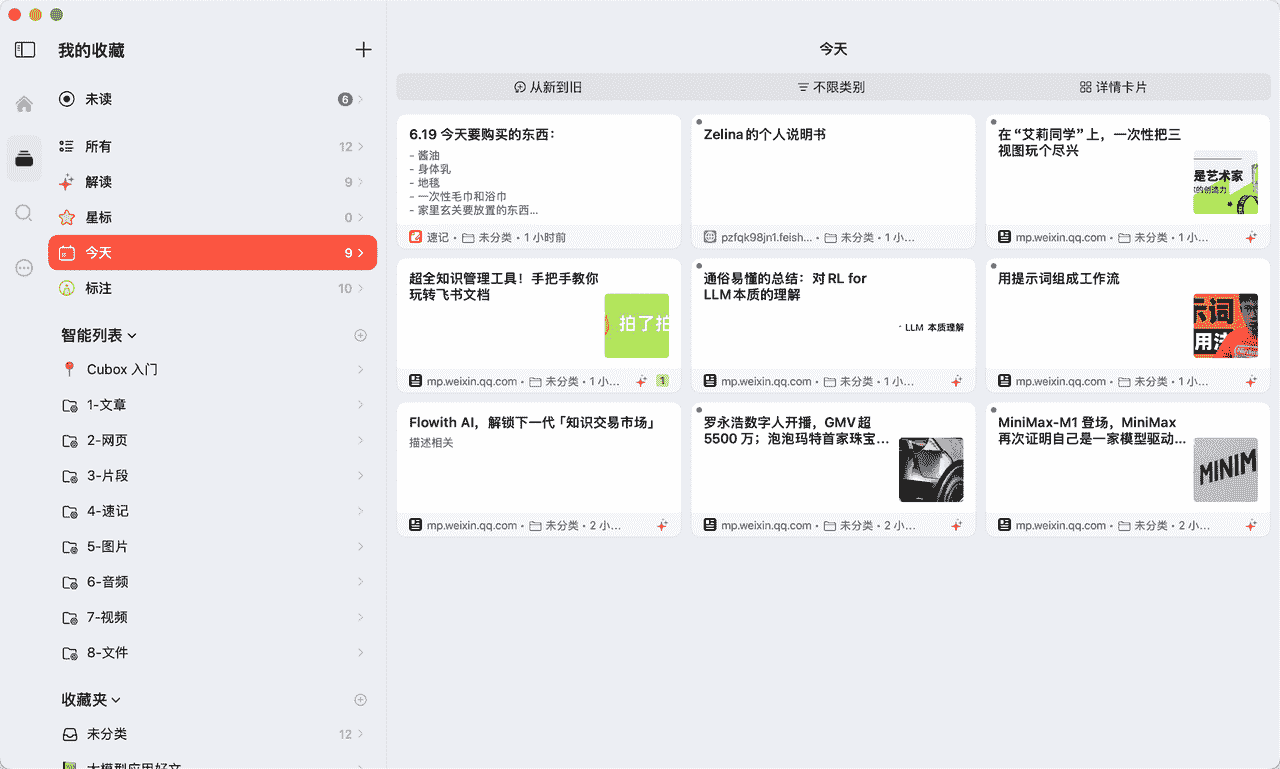 我的收藏
未读 6
所有 12
解读 9
星标 0
今天 9
标注 10
智能列表
Cubox 入门
1-文章
2-网页
3-片段
4-速记
5-图片
6-音频
7-视频
8-文件
收藏夹
未分类 12
大模型应用好文
今天
从新到旧 不限类别 详情卡片
6.19 今天要购买的东西：
- 酱油
- 身体乳
- 地毯
- 一次性毛巾和浴巾
- 家里玄关要放置的东西...
速记 · 未分类 · 1 小时前
Zelina 的个人说明书
pzfqk98jn1.feish... · 未分类 · 1 小...
在 “艾莉同学” 上，一次性把三
视图玩个尽兴
是艺术家
的创流力
mp.weixin.qq.com · 未分类 · 1 小...
超全知识管理工具！手把手教你
玩转飞书文档
拍了拍
mp.weixin.qq.com · 未分类 · 1 小... 1
通俗易懂的总结：对 RL for
LLM 本质的理解
· LLM 本质理解
mp.weixin.qq.com · 未分类 · 1 小...
用提示词组成工作流
示词
用法
mp.weixin.qq.com · 未分类 · 1 小...
Flowith AI，解锁下一代「知识交易市场」
描述相关
mp.weixin.qq.com · 未分类 · 2 小...
罗永浩数字人开播，GMV 超
5500 万；泡泡玛特首家珠宝...
mp.weixin.qq.com · 未分类 · 2 小...
MiniMax-M1 登场，MiniMax
再次证明自己是一家模型驱动...
MINIM
mp.weixin.qq.com · 未分类 · 2 小...